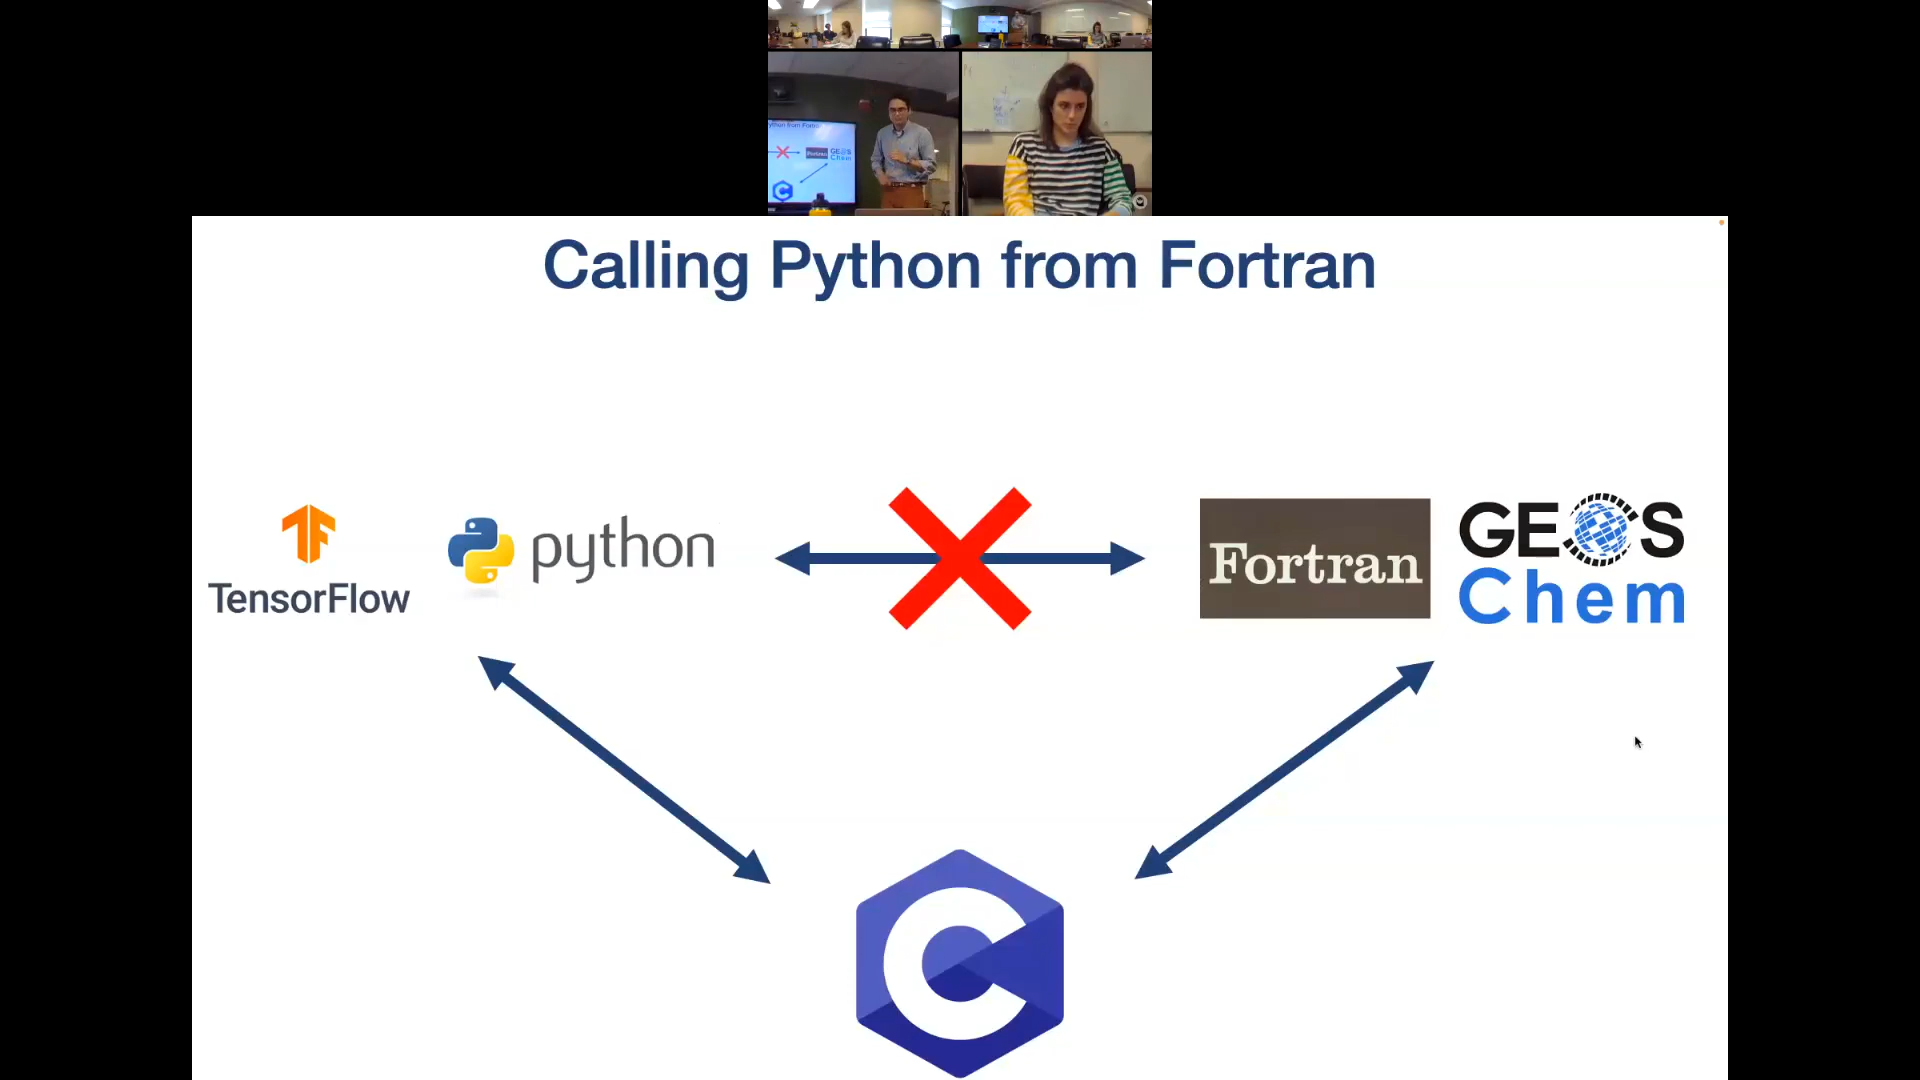 Calling Python from Fortran
TensorFlow
python
Fortran
GEOS
Chem
C